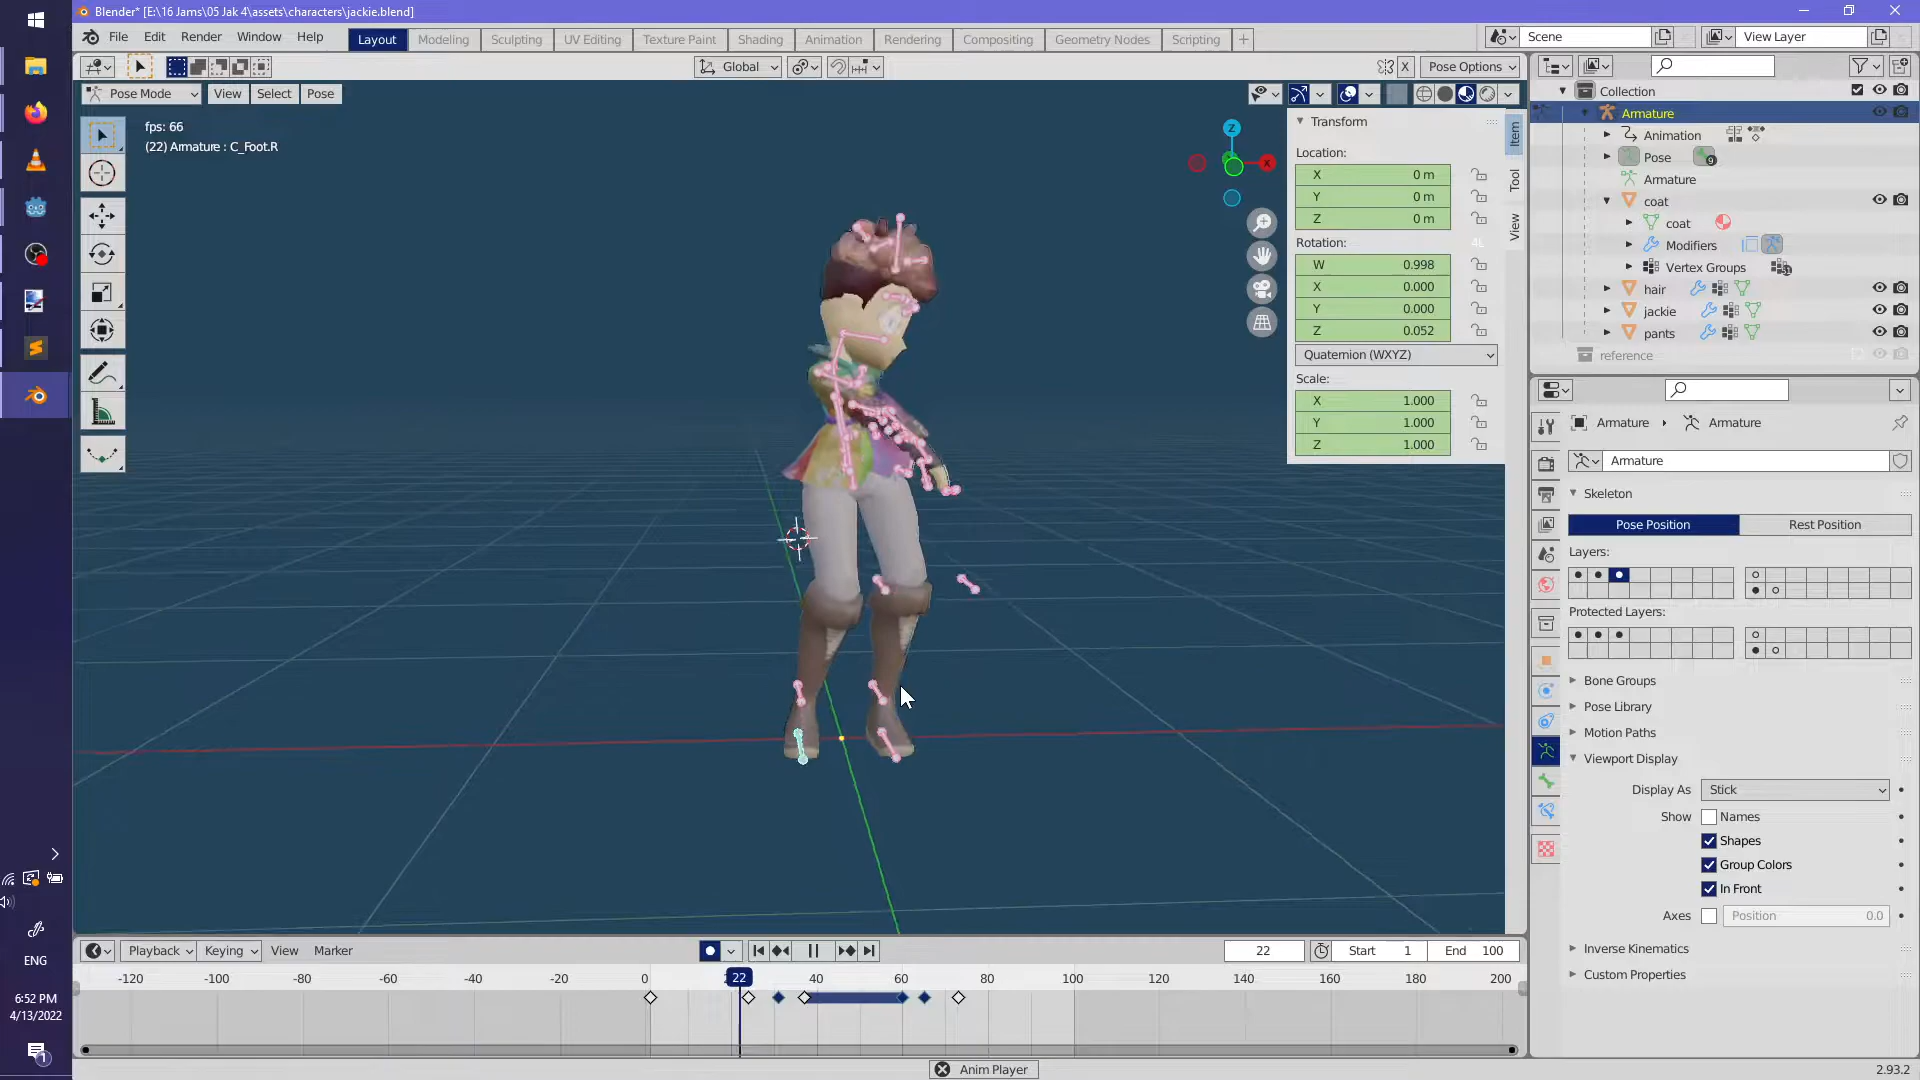 Blender* [E:\16 Jams\05 Jak 4\assets\characters\jackie.blend]
File Edit Render Window Help Layout Modeling Sculpting UV Editing Texture Paint Shading Animation Rendering Compositing Geometry Nodes Scripting + Scene View Layer
Global X Pose Options
Pose Mode View Select Pose
fps: 66
(22) Armature : C_Foot.R
Z
X
Transform
Location:
X 0 m
Y 0 m
Z 0 m
Rotation: 4L
W 0.998
X 0.000
Y 0.000
Z 0.052
Quaternion (WXYZ)
Scale:
X 1.000
Y 1.000
Z 1.000
Item
Tool
View
Collection
Armature
Animation
Pose 9
Armature
coat
coat
Modifiers
Vertex Groups
hair
jackie
pants
reference
Armature Armature
Armature
Skeleton
Pose Position Rest Position
Layers:
Protected Layers:
Bone Groups
Pose Library
Motion Paths
Viewport Display
Display As Stick
Show Names
Shapes
Group Colors
In Front
Axes Position 0.0
Inverse Kinematics
Custom Properties
Playback Keying View Marker 22 Start 1 End 100
-120 -100 -80 -60 -40 -20 0 22 40 60 80 100 120 140 160 180 200
Anim Player
2.93.2
ENG
6:52 PM
4/13/2022
1